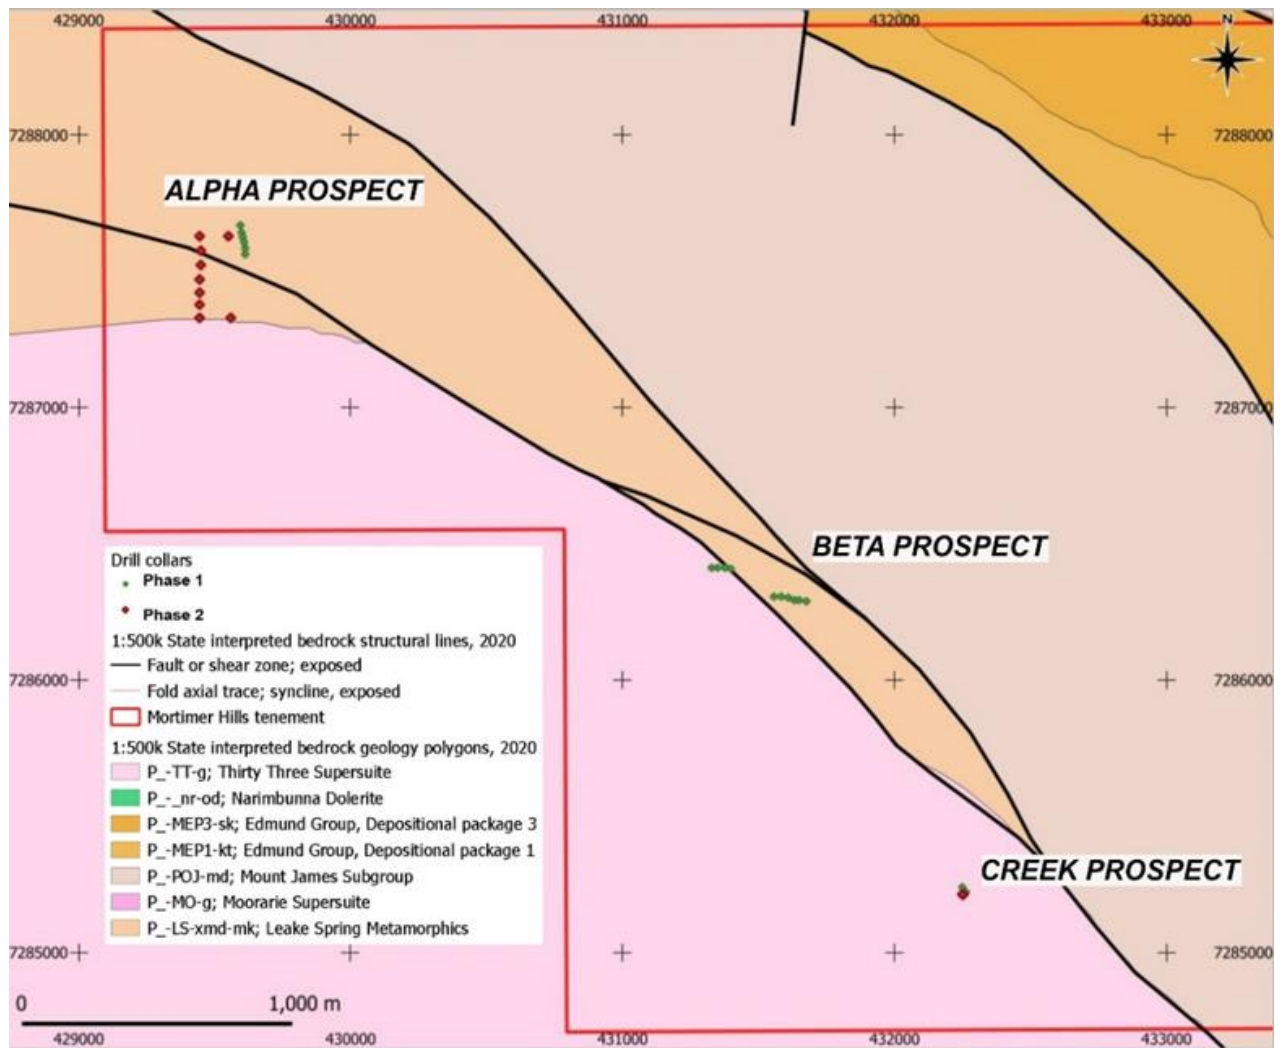 429000 430000 431000 432000 433000
N
7288000 7288000
ALPHA PROSPECT
7287000 7287000
BETA PROSPECT
Drill collars
Phase 1
Phase 2
1:500k State interpreted bedrock structural lines, 2020
Fault or shear zone; exposed
Fold axial trace; syncline, exposed
Mortimer Hills tenement
1:500k State interpreted bedrock geology polygons, 2020
P_-TT-g; Thirty Three Supersuite
P_-_nr-od; Narimbunna Dolerite
P_-MEP3-sk; Edmund Group, Depositional package 3
P_-MEP1-kt; Edmund Group, Depositional package 1
P_-POJ-md; Mount James Subgroup
P_-MO-g; Moorarie Supersuite
P_-LS-xmd-mk; Leake Spring Metamorphics
7286000 7286000
CREEK PROSPECT
7285000 7285000
0 1,000 m
429000 430000 431000 432000 433000